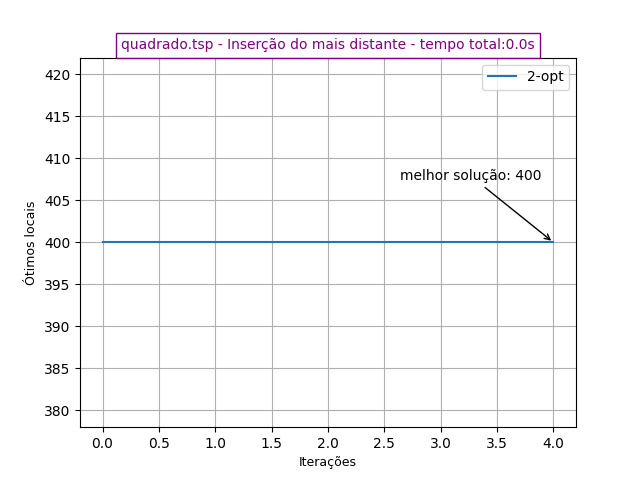 quadrado.tsp - Inserção do mais distante - tempo total:0.0s
2-opt
melhor solução: 400
Ótimos locais
420
415
410
405
400
395
390
385
380
0.0 0.5 1.0 1.5 2.0 2.5 3.0 3.5 4.0
Iterações